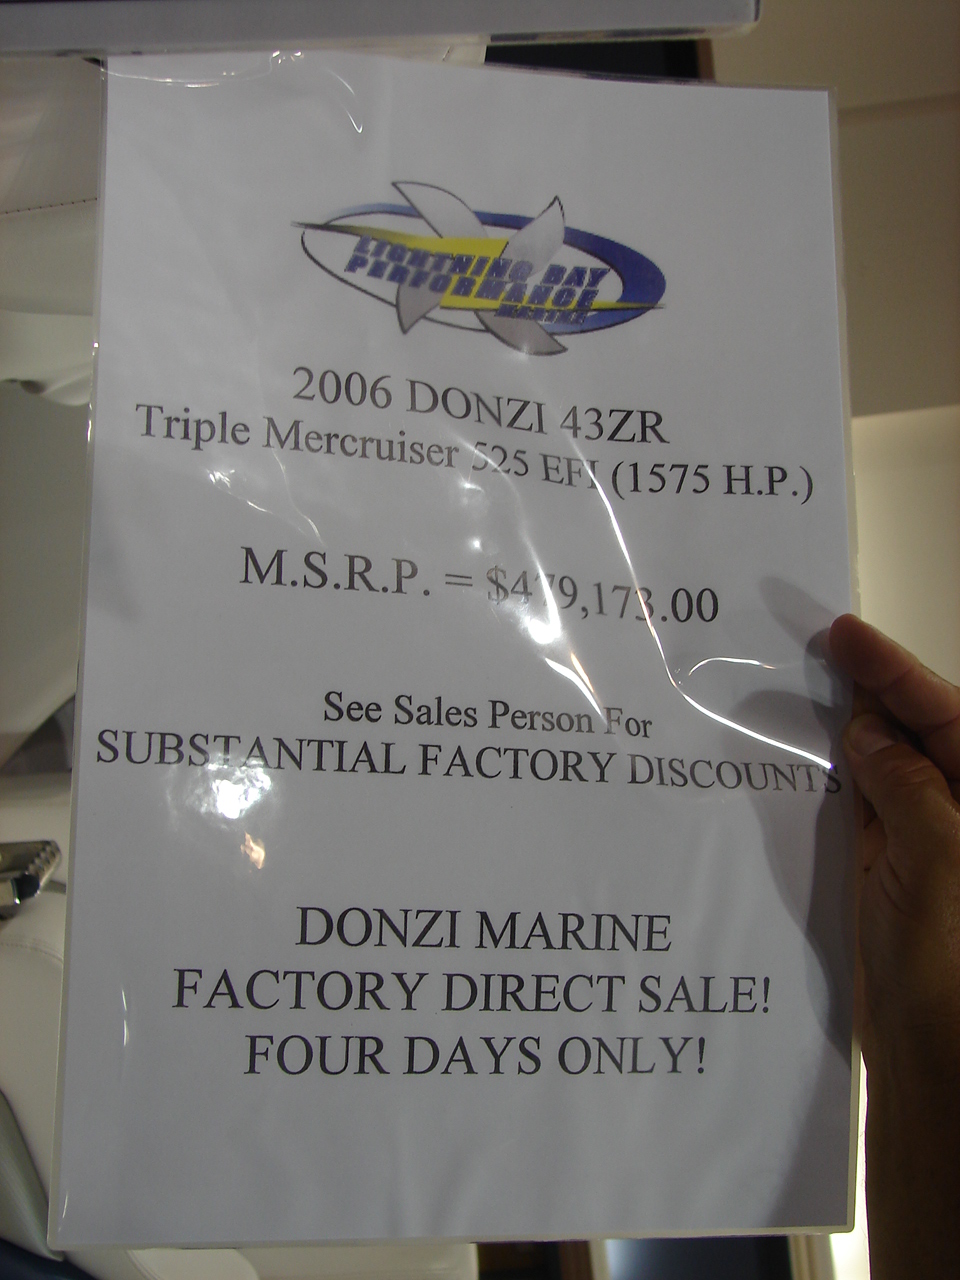 LIGHTNING BAY
PERFORMANCE
MARINE
2006 DONZI 43ZR
Triple Mercruiser 525 EFI (1575 H.P.)
M.S.R.P. = $479,173.00
See Sales Person For
SUBSTANTIAL FACTORY DISCOUNTS
DONZI MARINE
FACTORY DIRECT SALE!
FOUR DAYS ONLY!